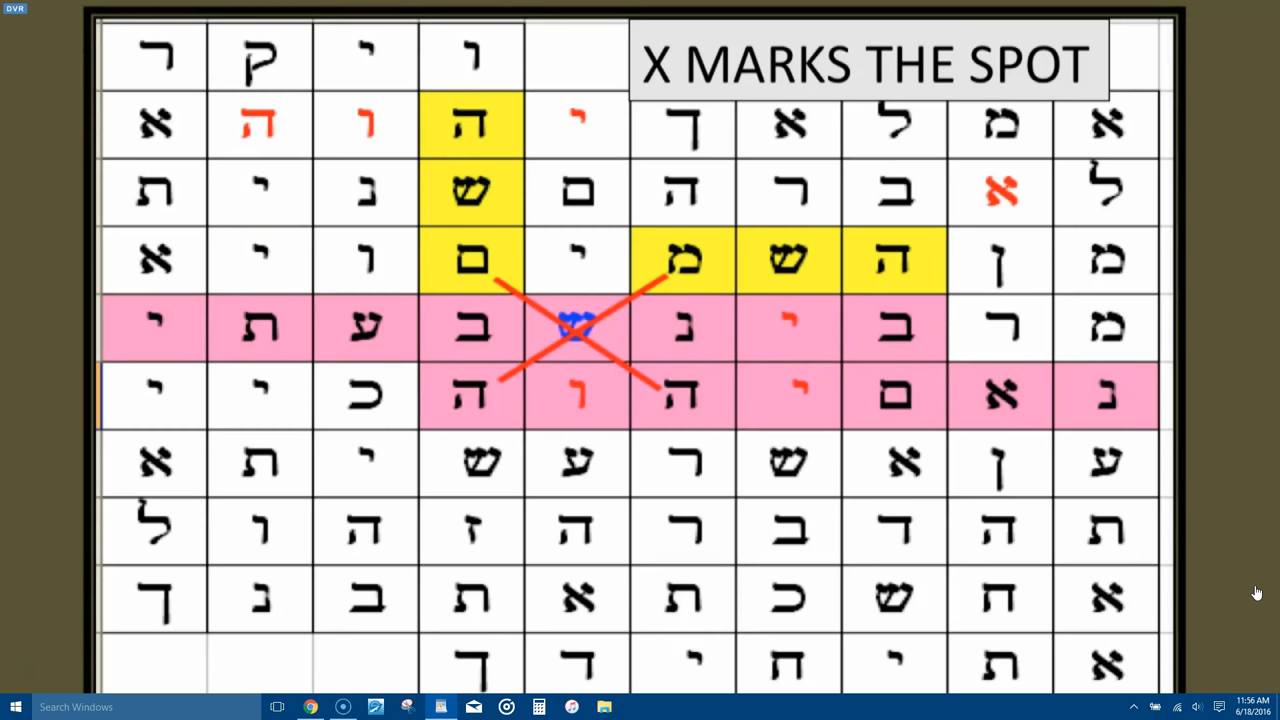 DVR
X MARKS THE SPOT
ו י ק ר
א מ ל א ך י ה ו ה א
ל א ב ר ה ם ש נ י ת
מ ן ה ש מ י ם ו י א
מ ר ב י נ ש ב ע ת י
נ א ם י ה ו ה כ י י
ע ן א ש ר ע ש י ת א
ת ה ד ב ר ה ז ה ו ל
א ח ש כ ת א ת ב נ ך
א ת י ח י ד ך
Search Windows
11:56 AM
6/18/2016